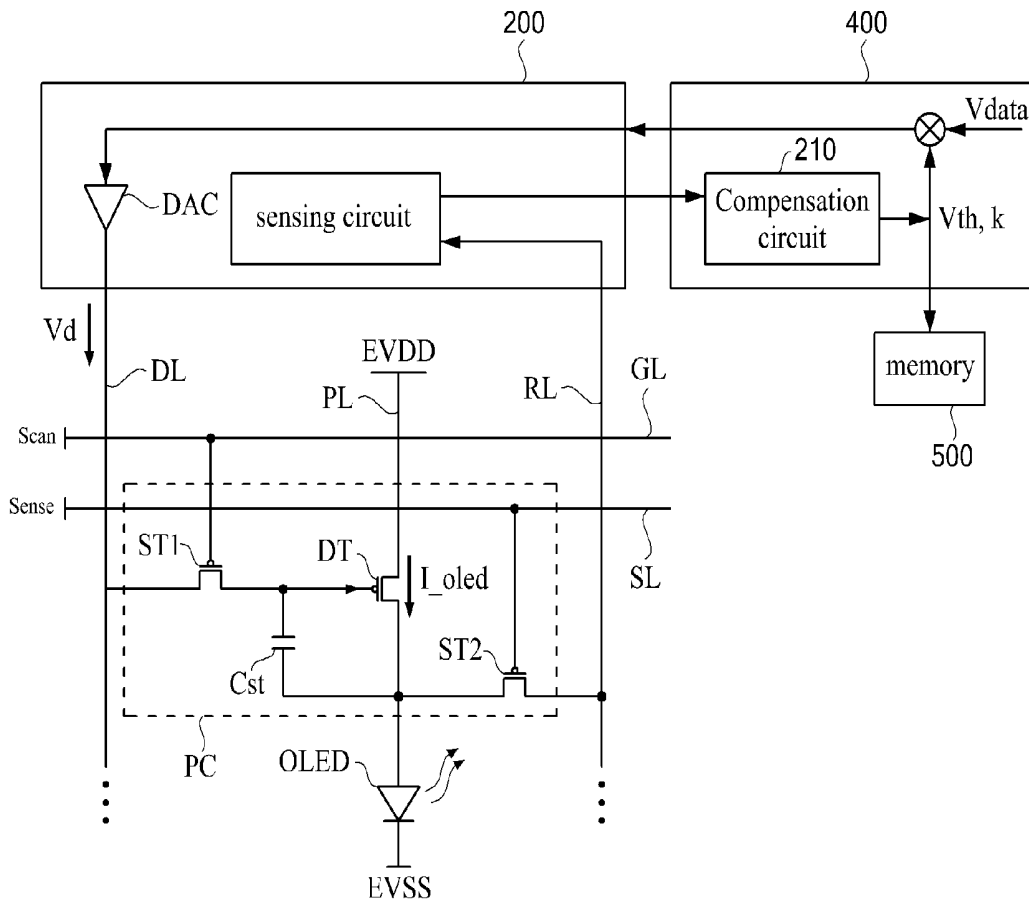 200
400
Vdata
210
DAC
sensing circuit
Compensation
circuit
Vth, k
Vd
EVDD
memory
DL
PL
RL
GL
500
Scan
Sense
ST1
DT
I_oled
SL
ST2
Cst
PC
OLED
EVSS